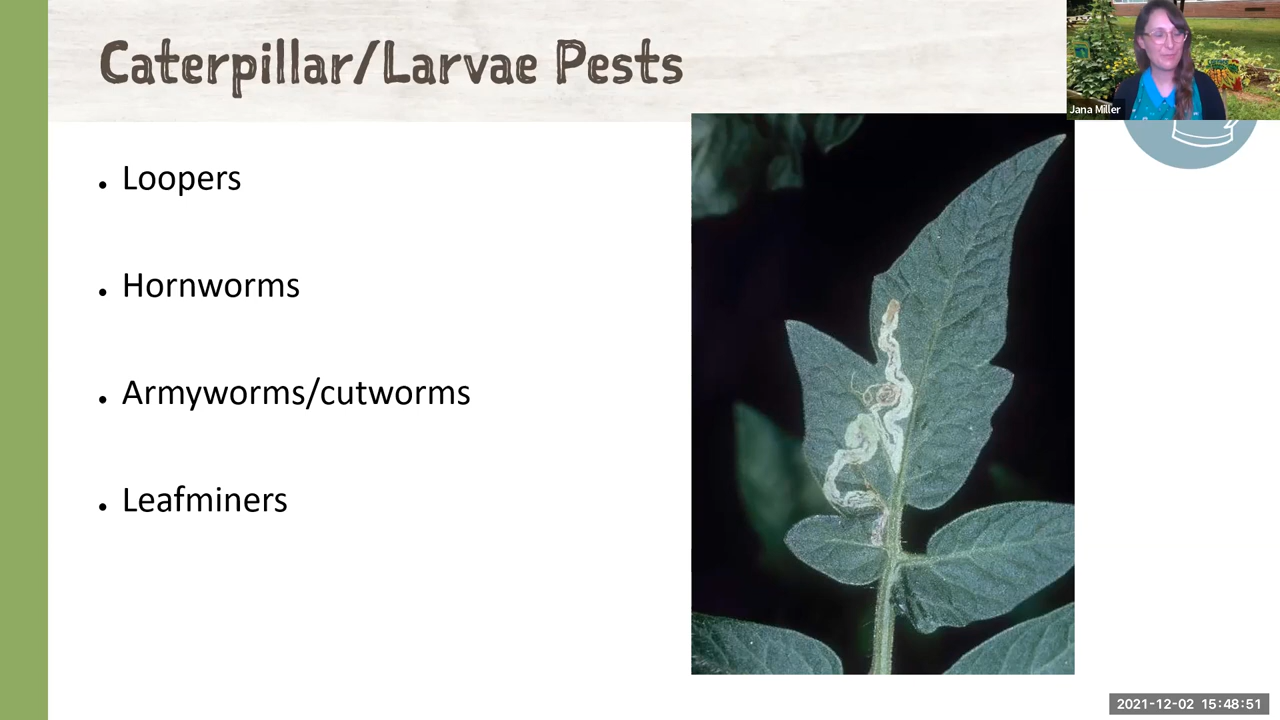 Caterpillar/Larvae Pests
Jana Miller
• Loopers
• Hornworms
• Armyworms/cutworms
• Leafminers
2021-12-02 15:48:51